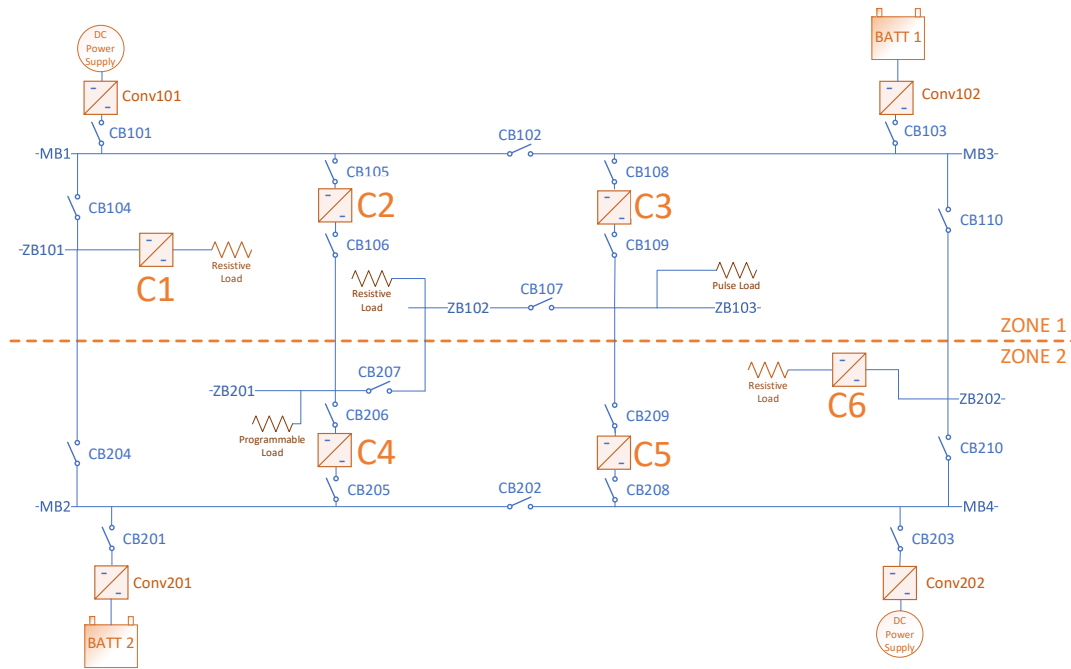 DC
Power
Supply
BATT 1
Conv101
Conv102
CB101
CB102
CB103
-MB1
MB3-
CB105
CB108
CB104
C2
C3
CB110
CB106
CB109
-ZB101
Resistive
Load
C1
Resistive
Load
CB107
Pulse Load
ZB102
ZB103-
ZONE 1
ZONE 2
CB207
-ZB201
Resistive
Load
C6
ZB202-
CB206
CB209
Programmable
Load
C4
C5
CB204
CB210
CB205
CB208
-MB2
CB202
MB4-
CB201
CB203
Conv201
Conv202
BATT 2
DC
Power
Supply